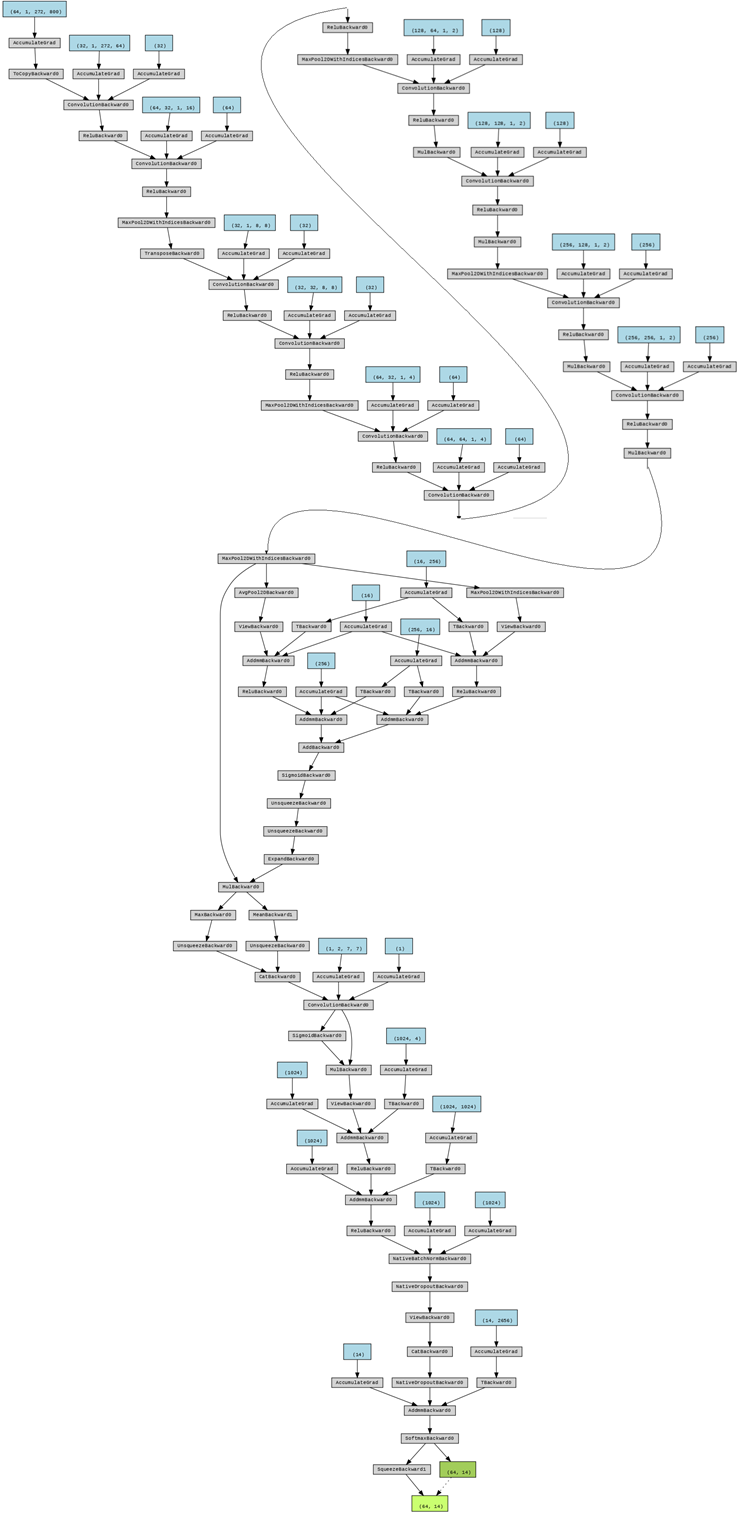 (64, 1, 272, 800)
AccumulateGrad
(32, 1, 272, 64)
(32)
ToCopyBackward0
AccumulateGrad
AccumulateGrad
ConvolutionBackward0
(64, 32, 1, 16)
(64)
ReluBackward0
AccumulateGrad
AccumulateGrad
ConvolutionBackward0
ReluBackward0
MaxPool2DWithIndicesBackward0
(32, 1, 8, 8)
(32)
TransposeBackward0
AccumulateGrad
AccumulateGrad
ConvolutionBackward0
(32, 32, 8, 8)
(32)
ReluBackward0
AccumulateGrad
AccumulateGrad
ConvolutionBackward0
ReluBackward0
(64, 32, 1, 4)
(64)
MaxPool2DWithIndicesBackward0
AccumulateGrad
AccumulateGrad
ConvolutionBackward0
(64, 64, 1, 4)
(64)
ReluBackward0
AccumulateGrad
AccumulateGrad
ConvolutionBackward0
ReluBackward0
(128, 64, 1, 2)
(128)
MaxPool2DWithIndicesBackward0
AccumulateGrad
AccumulateGrad
ConvolutionBackward0
ReluBackward0
(128, 128, 1, 2)
(128)
MulBackward0
AccumulateGrad
AccumulateGrad
ConvolutionBackward0
ReluBackward0
MulBackward0
(256, 128, 1, 2)
(256)
MaxPool2DWithIndicesBackward0
AccumulateGrad
AccumulateGrad
ConvolutionBackward0
ReluBackward0
(256, 256, 1, 2)
(256)
MulBackward0
AccumulateGrad
AccumulateGrad
ConvolutionBackward0
ReluBackward0
MulBackward0
MaxPool2DWithIndicesBackward0
(16, 256)
AvgPool2DBackward0
(16)
AccumulateGrad
MaxPool2DWithIndicesBackward0
ViewBackward0
TBackward0
AccumulateGrad
(256, 16)
TBackward0
ViewBackward0
AddmmBackward0
(256)
AccumulateGrad
AddmmBackward0
ReluBackward0
AccumulateGrad
TBackward0
TBackward0
ReluBackward0
AddmmBackward0
AddmmBackward0
AddBackward0
SigmoidBackward0
UnsqueezeBackward0
UnsqueezeBackward0
ExpandBackward0
MulBackward0
MaxBackward0
MeanBackward1
UnsqueezeBackward0
UnsqueezeBackward0
(1, 2, 7, 7)
(1)
CatBackward0
AccumulateGrad
AccumulateGrad
ConvolutionBackward0
SigmoidBackward0
(1024, 4)
(1024)
MulBackward0
AccumulateGrad
AccumulateGrad
ViewBackward0
TBackward0
(1024, 1024)
(1024)
AddmmBackward0
AccumulateGrad
AccumulateGrad
ReluBackward0
TBackward0
AddmmBackward0
(1024)
(1024)
ReluBackward0
AccumulateGrad
AccumulateGrad
NativeBatchNormBackward0
NativeDropoutBackward0
ViewBackward0
(14, 2656)
(14)
CatBackward0
AccumulateGrad
AccumulateGrad
NativeDropoutBackward0
TBackward0
AddmmBackward0
SoftmaxBackward0
SqueezeBackward1
(64, 14)
(64, 14)